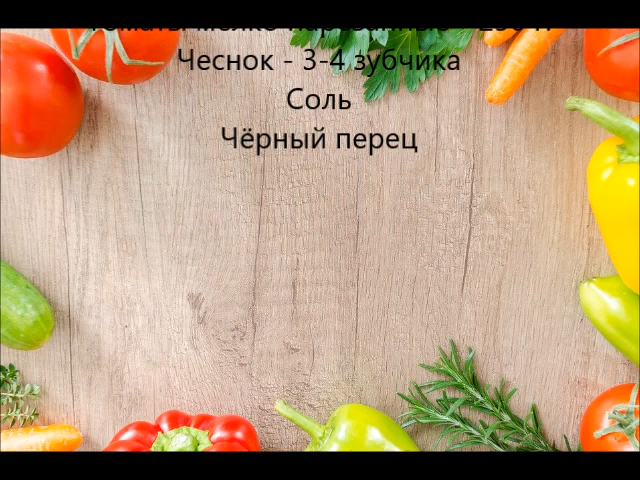 Чеснок - 3-4 зубчика
Соль
Чёрный перец